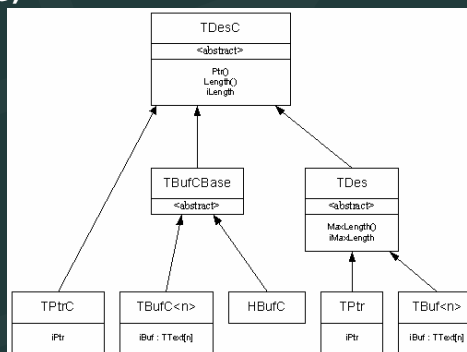 TDesC
<abstract>
Ptr()
Length()
iLength
TBufCBase
<abstract>
TDes
<abstract>
MaxLength()
iMaxLength
TPtrC
iPtr
TBufC<n>
iBuf : TText[n]
HBufC
TPtr
iPtr
TBuf<n>
iBuf : TText[n]